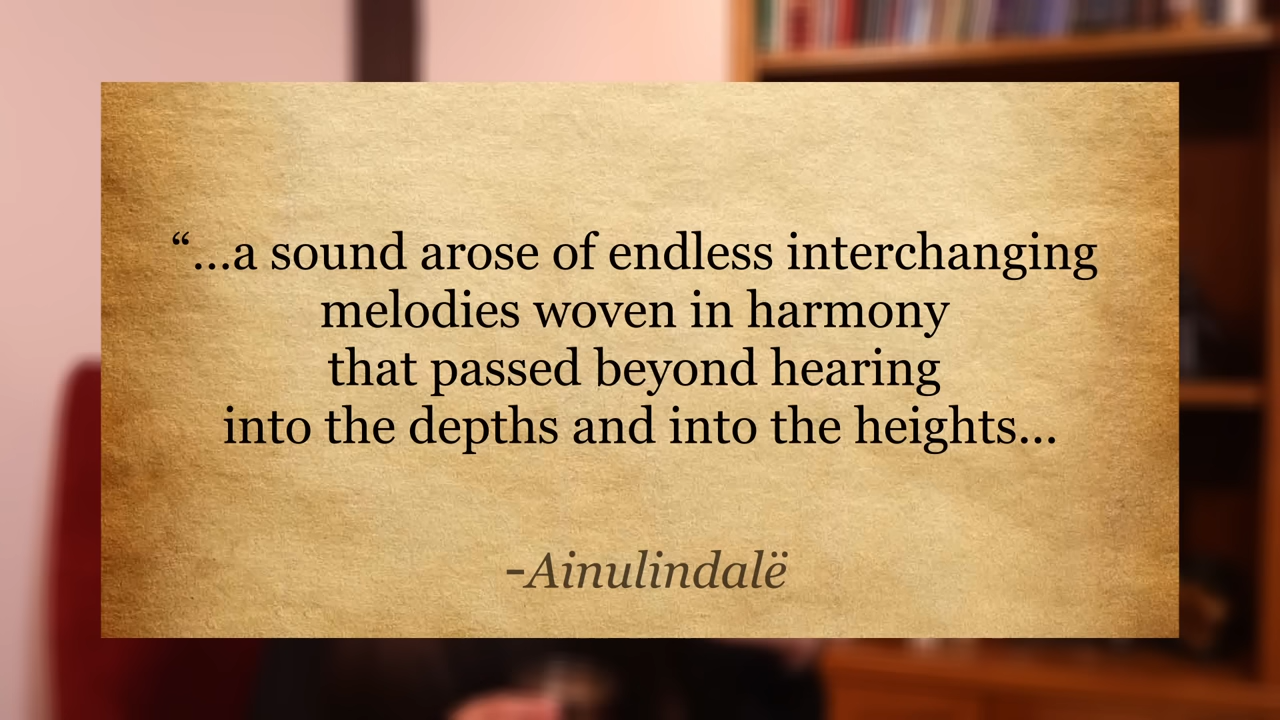 “...a sound arose of endless interchanging
melodies woven in harmony
that passed beyond hearing
into the depths and into the heights...
-Ainulindalë